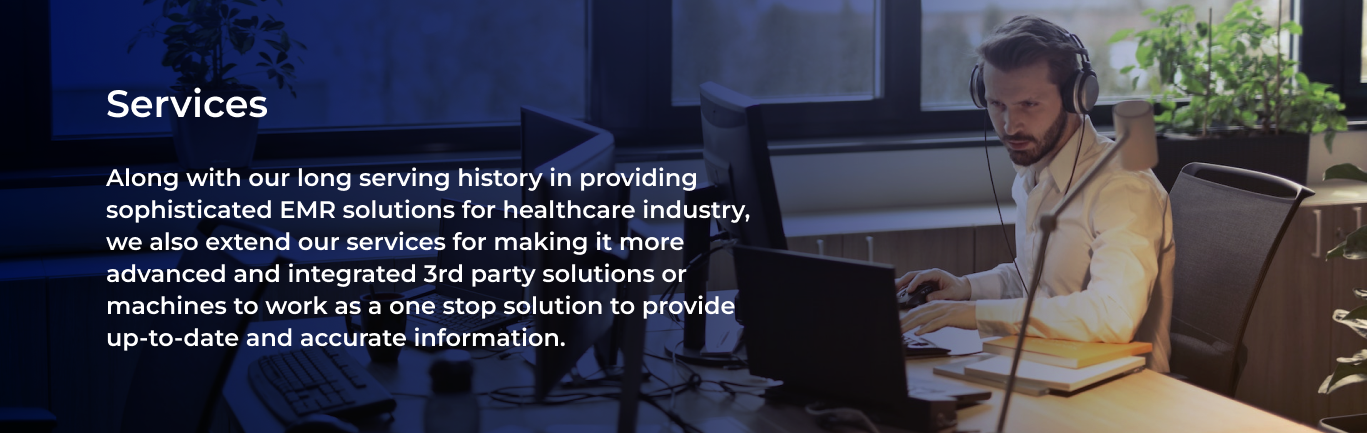 Services
Along with our long serving history in providing
sophisticated EMR solutions for healthcare industry,
we also extend our services for making it more
advanced and integrated 3rd party solutions or
machines to work as a one stop solution to provide
up-to-date and accurate information.